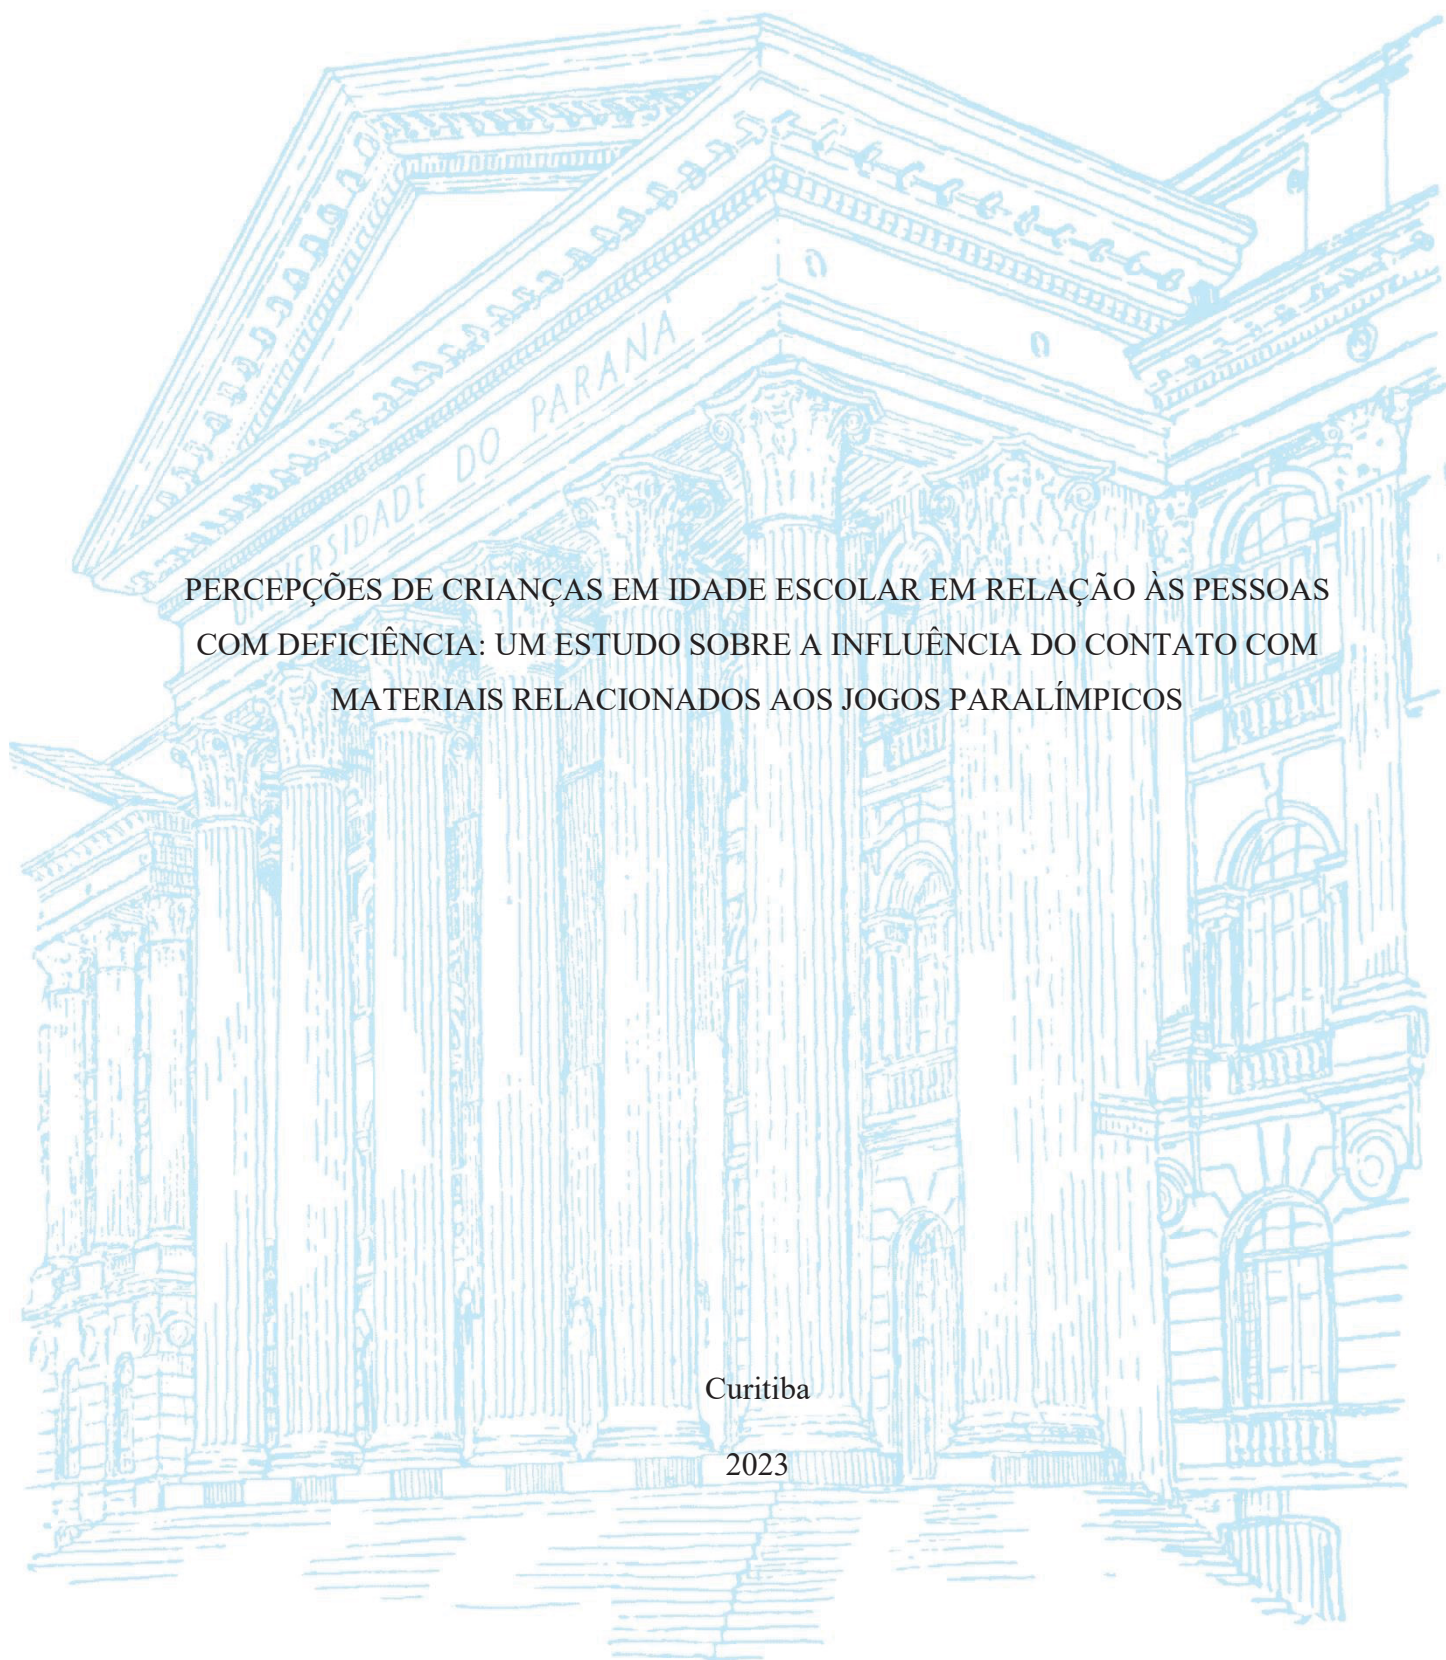 UNIVERSIDADE DO PARANÁ
PERCEPÇÕES DE CRIANÇAS EM IDADE ESCOLAR EM RELAÇÃO ÀS PESSOAS
COM DEFICIÊNCIA: UM ESTUDO SOBRE A INFLUÊNCIA DO CONTATO COM
MATERIAIS RELACIONADOS AOS JOGOS PARALÍMPICOS
Curitiba
2023